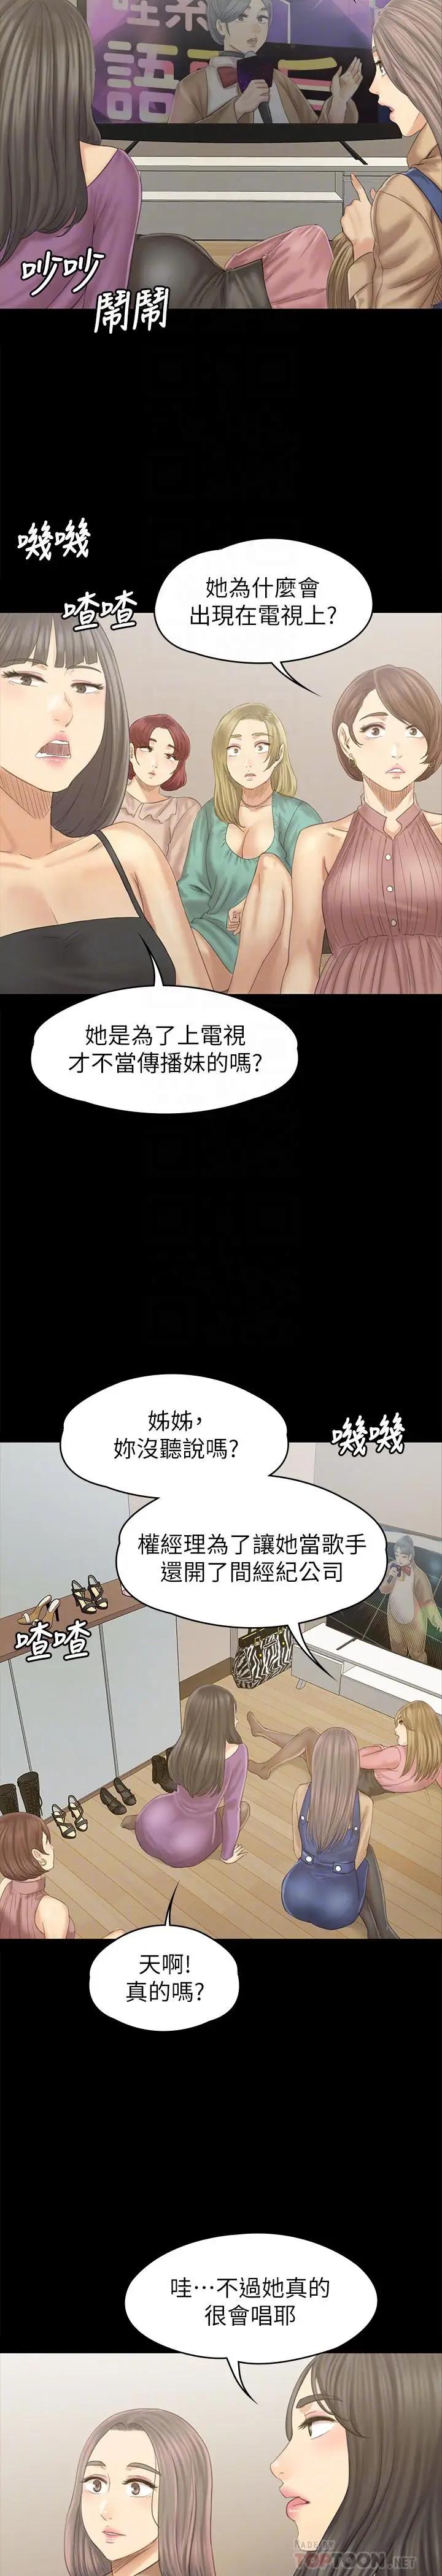 語
吵吵
鬧鬧
嘰嘰
喳喳
她為什麼會
出現在電視上?
她是為了上電視
才不當傳播妹的嗎?
姊姊,
妳沒聽說嗎?
嘰嘰
權經理為了讓她當歌手
還開了間經紀公司
喳喳
天啊!
真的嗎?
哇⋯不過她真的
很會唱耶
TOPTOON.NET